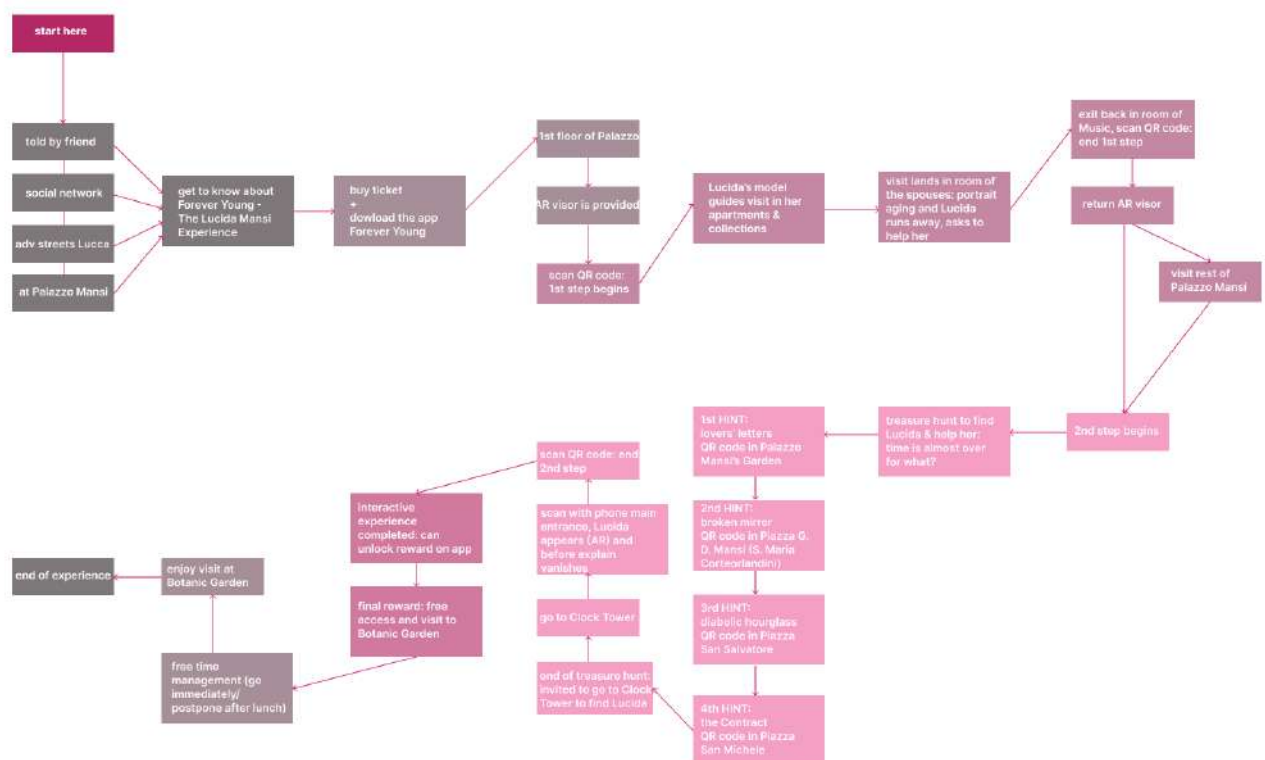 start here
told by friend
social network
adv streets Lucca
at Palazzo Mansi
get to know about
Forever Young -
The Lucida Mansi
Experience
buy ticket
+
dowload the app
Forever Young
1st floor of Palazzo
AR visor is provided
scan QR code:
1st step begins
Lucida's model
guides visit in her
apartments &
collections
visit lands in room of
the spouses: portrait
aging and Lucida
runs away, asks to
help her
exit back in room of
Music, scan QR code:
end 1st step
return AR visor
visit rest of
Palazzo Mansi
2nd step begins
treasure hunt to find
Lucida & help her:
time is almost over
for what?
1st HINT:
lovers' letters
QR code in Palazzo
Mansi's Garden
2nd HINT:
broken mirror
QR code in Piazza G.
D. Mansi (S. Maria
Corteorlandini)
3rd HINT:
diabolic hourglass
QR code in Piazza
San Salvatore
4th HINT:
the Contract
QR code in Piazza
San Michele
end of treasure hunt:
invited to go to Clock
Tower to find Lucida
go to Clock Tower
scan with phone main
entrance, Lucida
appears (AR) and
before explain
vanishes
scan QR code: end
2nd step
interactive
experience
completed: can
unlock reward on app
final reward: free
access and visit to
Botanic Garden
free time
management (go
immediately/
postpone after lunch)
enjoy visit at
Botanic Garden
end of experience